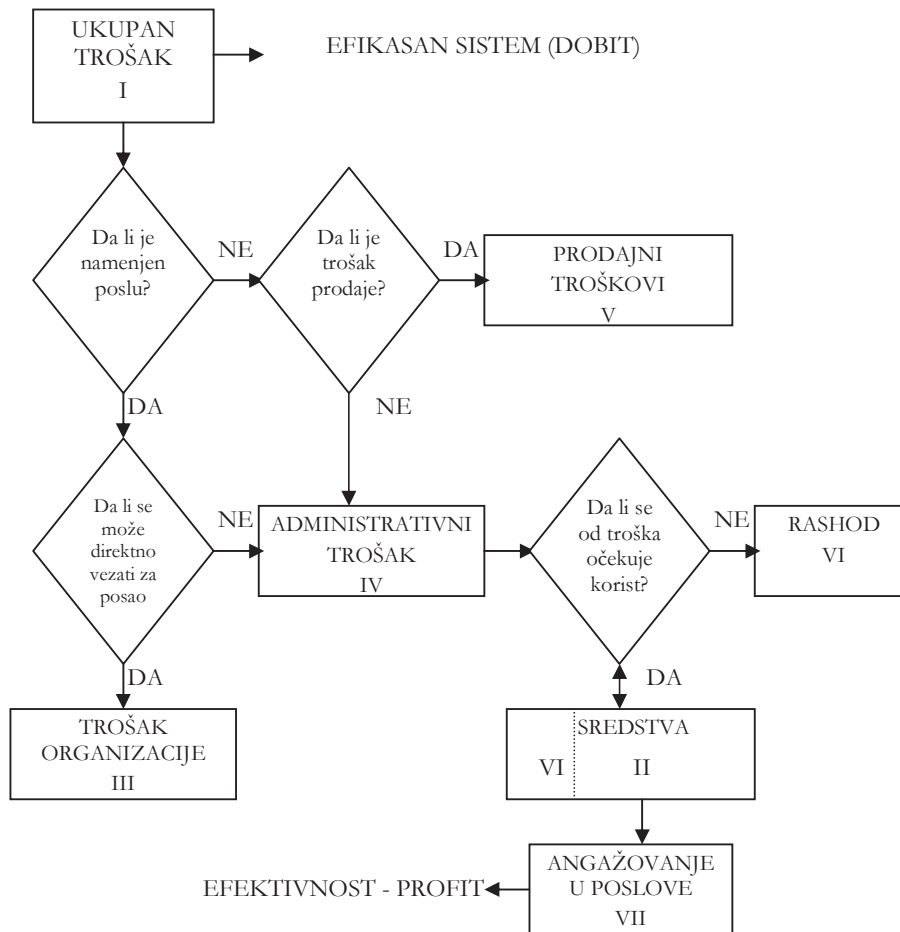 UKUPAN
TROŠAK
I
EFIKASAN SISTEM (DOBIT)
Da li je
namenjen
poslu?
NE
Da li je
trošak
prodaje?
DA
PRODAJNI
TROŠKOVI
V
DA
NE
Da li se
može
direktno
vezati za
posao
NE
ADMINISTRATIVNI
TROŠAK
IV
Da li se
od troška
očekuje
korist?
NE
RASHOD
VI
DA
DA
TROŠAK
ORGANIZACIJE
III
SREDSTVA
VI II
ANGAŽOVANJE
U POSLOVE
VII
EFEKTIVNOST - PROFIT